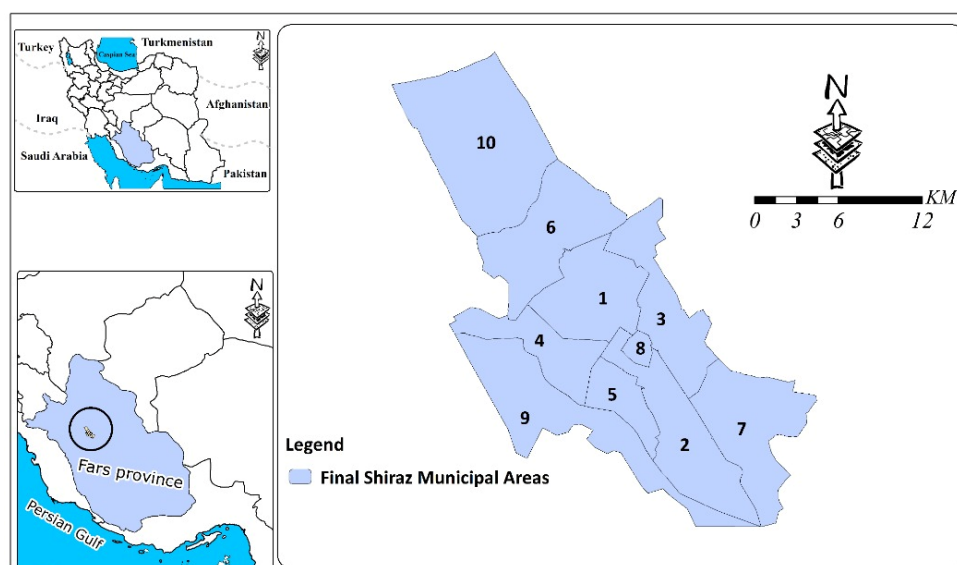 Turkey
Turkmenistan
Caspian Sea
N
Afghanistan
Iraq
Saudi Arabia
Pakistan
N
Fars province
Persian Gulf
N
KM
0 3 6 12
10
6
1
3
8
4
5
9
2
7
Legend
Final Shiraz Municipal Areas